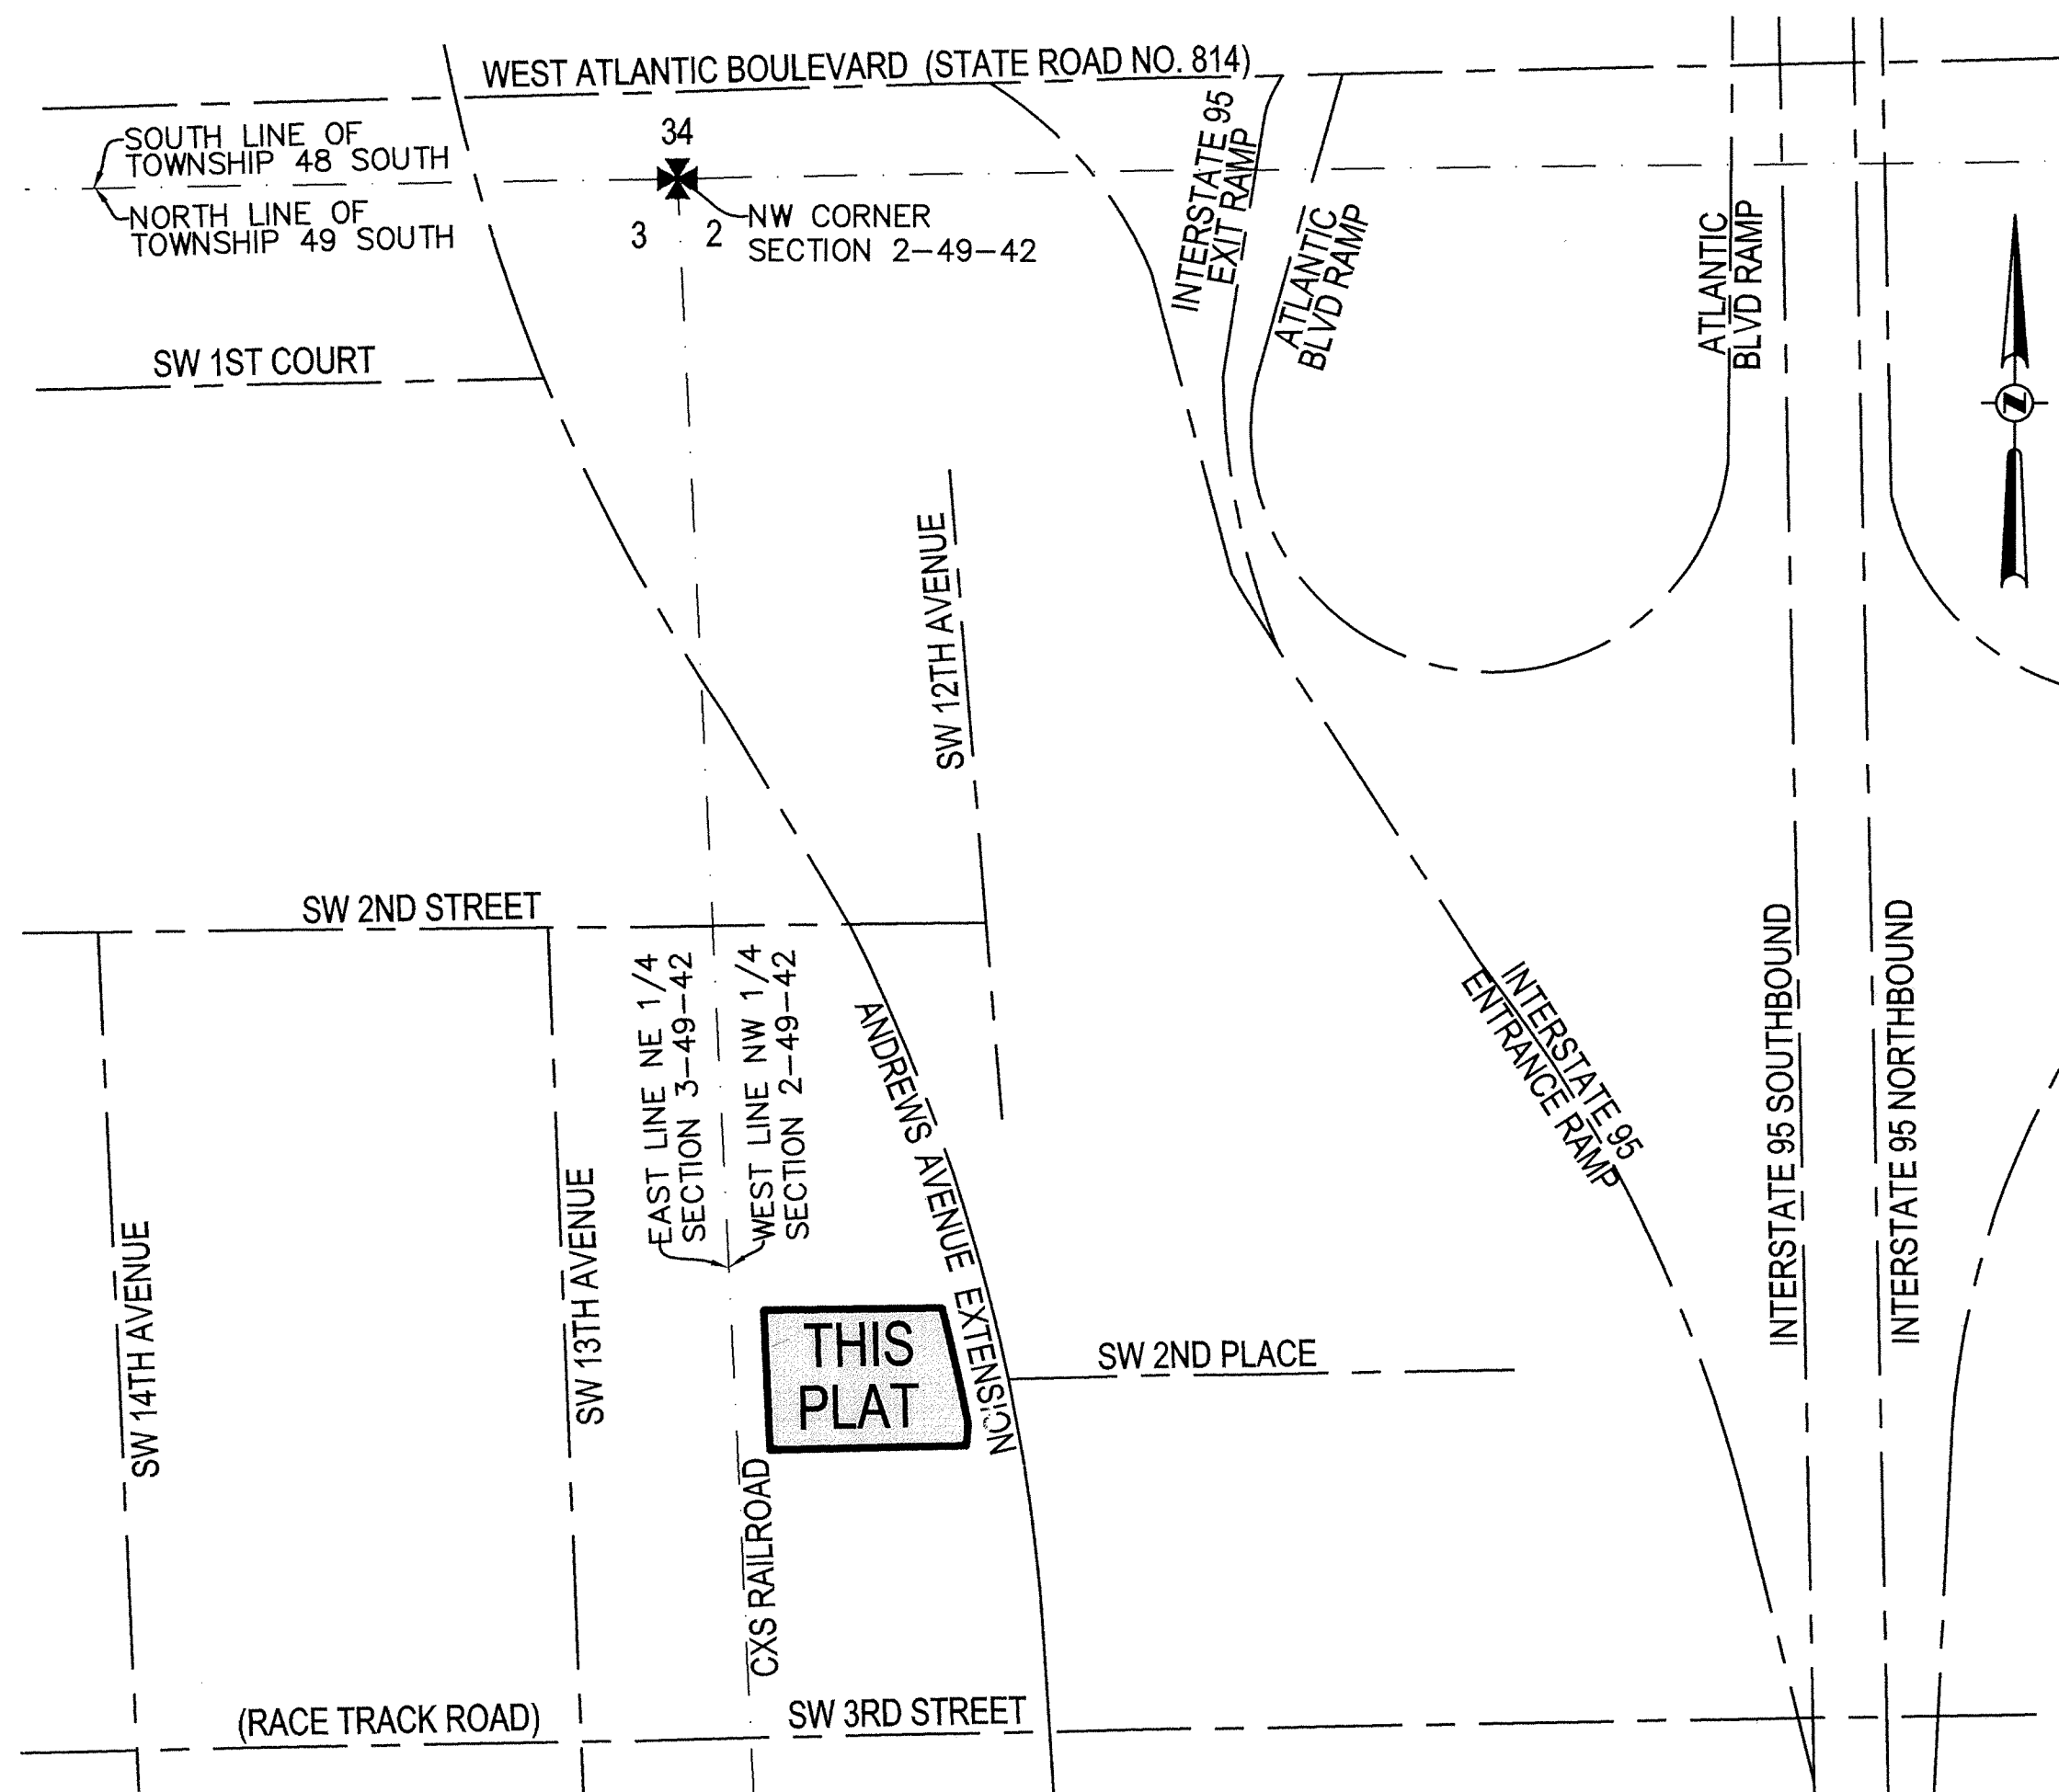 WEST ATLANTIC BOULEVARD (STATE ROAD NO. 814)
SOUTH LINE OF
TOWNSHIP 48 SOUTH
NORTH LINE OF
TOWNSHIP 49 SOUTH
34
3
2
NW CORNER
SECTION 2-49-42
INTERSTATE 95
EXIT RAMP
ATLANTIC
BLVD RAMP
ATLANTIC
BLVD RAMP
N
SW 1ST COURT
SW 12TH AVENUE
SW 2ND STREET
EAST LINE NE 1/4
SECTION 3-49-42
WEST LINE NW 1/4
SECTION 2-49-42
ANDREWS AVENUE EXTENSION
INTERSTATE 95
ENTRANCE RAMP
INTERSTATE 95 SOUTHBOUND
INTERSTATE 95 NORTHBOUND
SW 14TH AVENUE
SW 13TH AVENUE
THIS
PLAT
SW 2ND PLACE
CXS RAILROAD
(RACE TRACK ROAD)
SW 3RD STREET